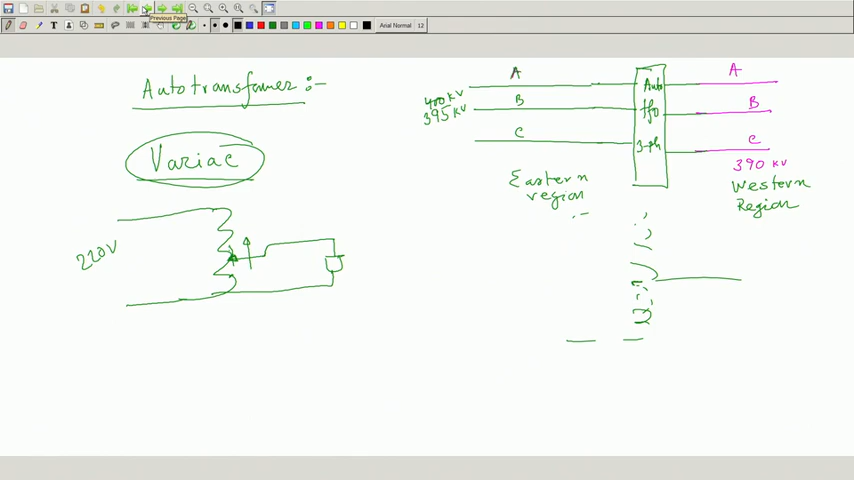 Previous Page
T
Arial Normal
12
Autotransfomer :-
Variac
220V
A
B
C
400 KV
395 KV
Auto
tfo
3-ph
Eastern
region
A
B
C
390 KV
Western
Region